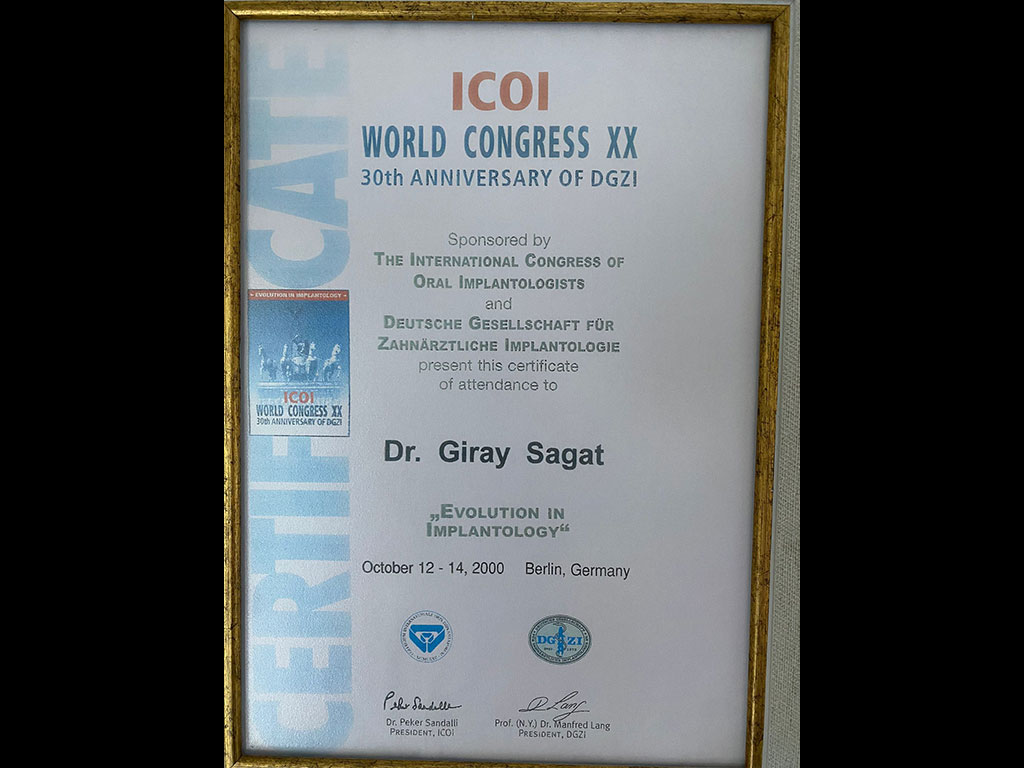 CERTIFICATE
ICOI
WORLD CONGRESS XX
30th ANNIVERSARY OF DGZI
Sponsored by
THE INTERNATIONAL CONGRESS OF
ORAL IMPLANTOLOGISTS
and
DEUTSCHE GESELLSCHAFT FÜR
ZAHNÄRZTLICHE IMPLANTOLOGIE
present this certificate
of attendance to
- EVOLUTION IN IMPLANTOLOGY -
ICOI
WORLD CONGRESS XX
30th ANNIVERSARY OF DGZI
Dr. Giray Sagat
„EVOLUTION IN
IMPLANTOLOGY“
October 12 - 14, 2000 Berlin, Germany
DGZI
Peker Sandalli
Dr. Peker Sandalli
PRESIDENT, ICOI
Lang
Prof. (N.Y.) Dr. Manfred Lang
PRESIDENT, DGZI